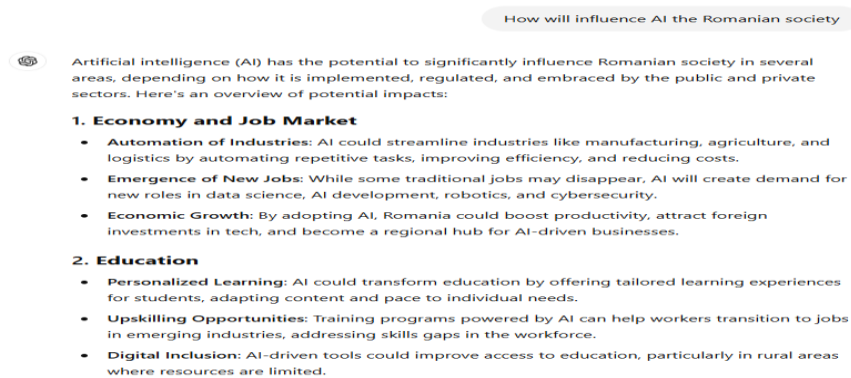 How will influence AI the Romanian society
Artificial intelligence (AI) has the potential to significantly influence Romanian society in several
areas, depending on how it is implemented, regulated, and embraced by the public and private
sectors. Here's an overview of potential impacts:
1. Economy and Job Market
• Automation of Industries: AI could streamline industries like manufacturing, agriculture, and
logistics by automating repetitive tasks, improving efficiency, and reducing costs.
• Emergence of New Jobs: While some traditional jobs may disappear, AI will create demand for
new roles in data science, AI development, robotics, and cybersecurity.
• Economic Growth: By adopting AI, Romania could boost productivity, attract foreign
investments in tech, and become a regional hub for AI-driven businesses.
2. Education
• Personalized Learning: AI could transform education by offering tailored learning experiences
for students, adapting content and pace to individual needs.
• Upskilling Opportunities: Training programs powered by AI can help workers transition to jobs
in emerging industries, addressing skills gaps in the workforce.
• Digital Inclusion: AI-driven tools could improve access to education, particularly in rural areas
where resources are limited.